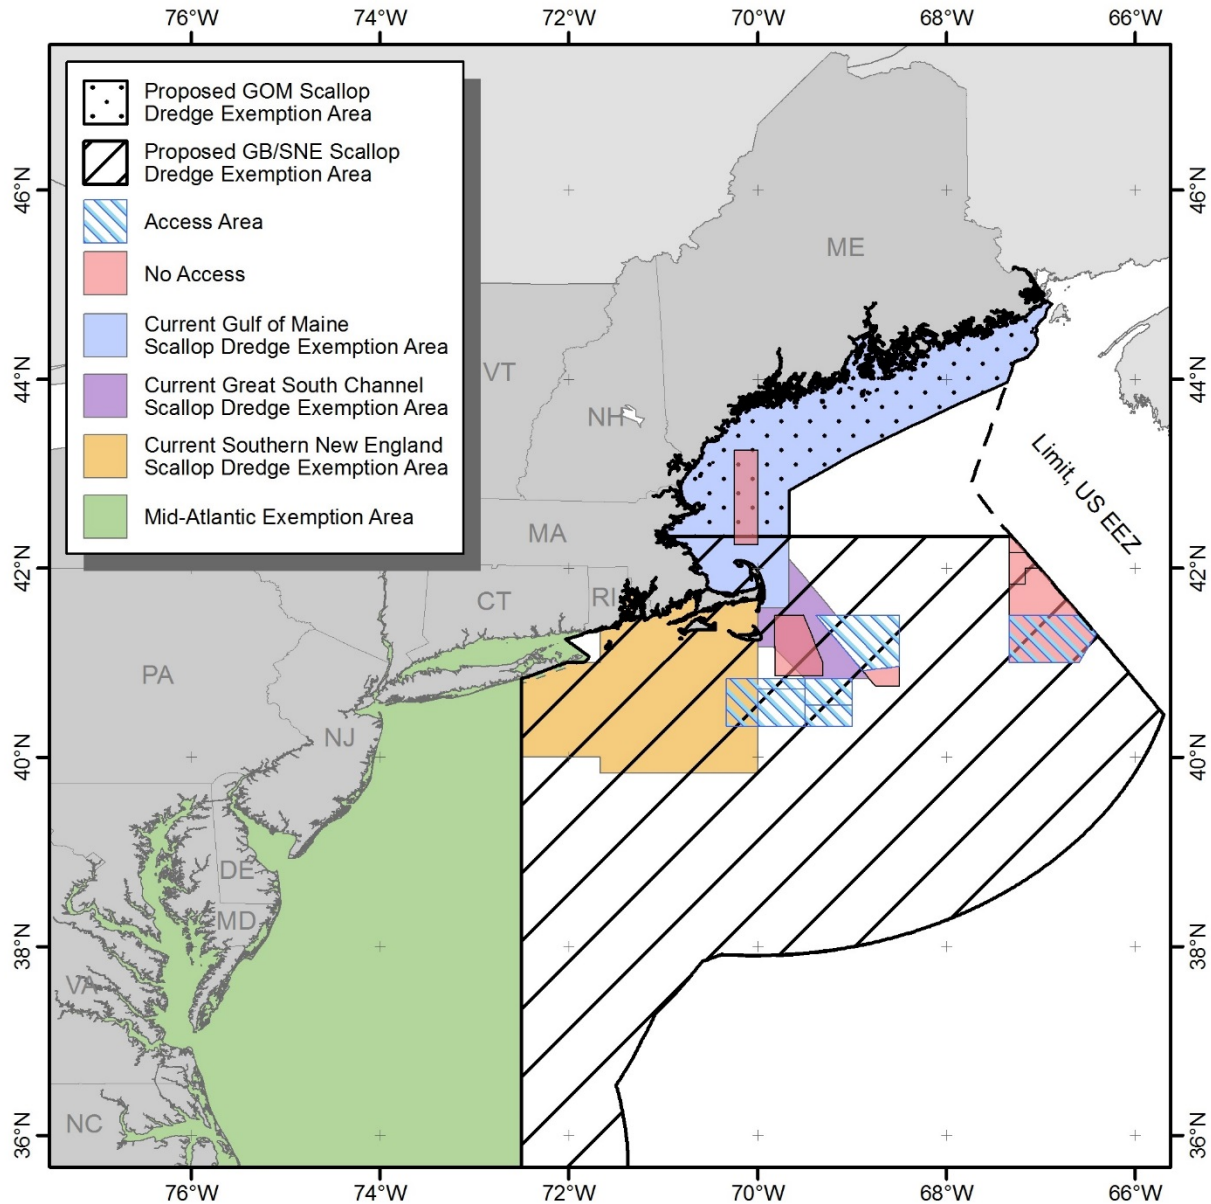 76°W 74°W 72°W 70°W 68°W 66°W
Proposed GOM Scallop
Dredge Exemption Area
Proposed GB/SNE Scallop
Dredge Exemption Area
Access Area
No Access
Current Gulf of Maine
Scallop Dredge Exemption Area
Current Great South Channel
Scallop Dredge Exemption Area
Current Southern New England
Scallop Dredge Exemption Area
Mid-Atlantic Exemption Area
46°N 46°N
ME
44°N 44°N
VT
NH
Limit, US EEZ
MA
42°N 42°N
CT
RI
PA
NJ
40°N 40°N
DE
MD
38°N 38°N
VA
36°N 36°N
NC
76°W 74°W 72°W 70°W 68°W 66°W